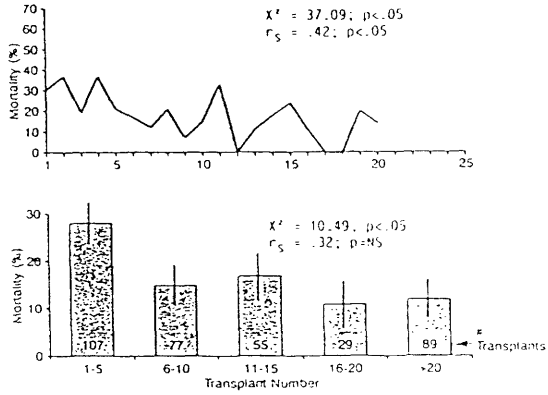 70
60
50
40
30
20
10
0
Mortality (%)
X² = 37.09; p<.05
rs = .42; p<.05
1 5 10 15 20 25
30
20
10
0
Mortality (%)
X² = 10.49, p<.05
rs = .32; p=NS
107 77 55 29 89
# Transplants
1-5 6-10 11-15 16-20 >20
Transplant Number